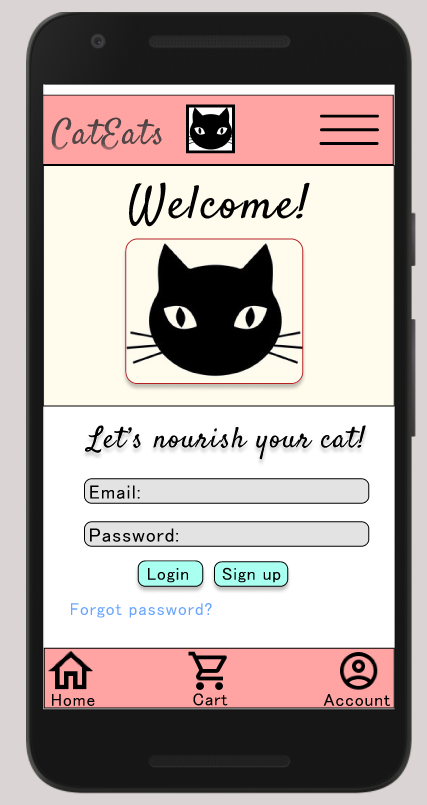 CatEats
Welcome!
Let's nourish your cat!
Email:
Password:
Login Sign up
Forgot password?
Home Cart Account